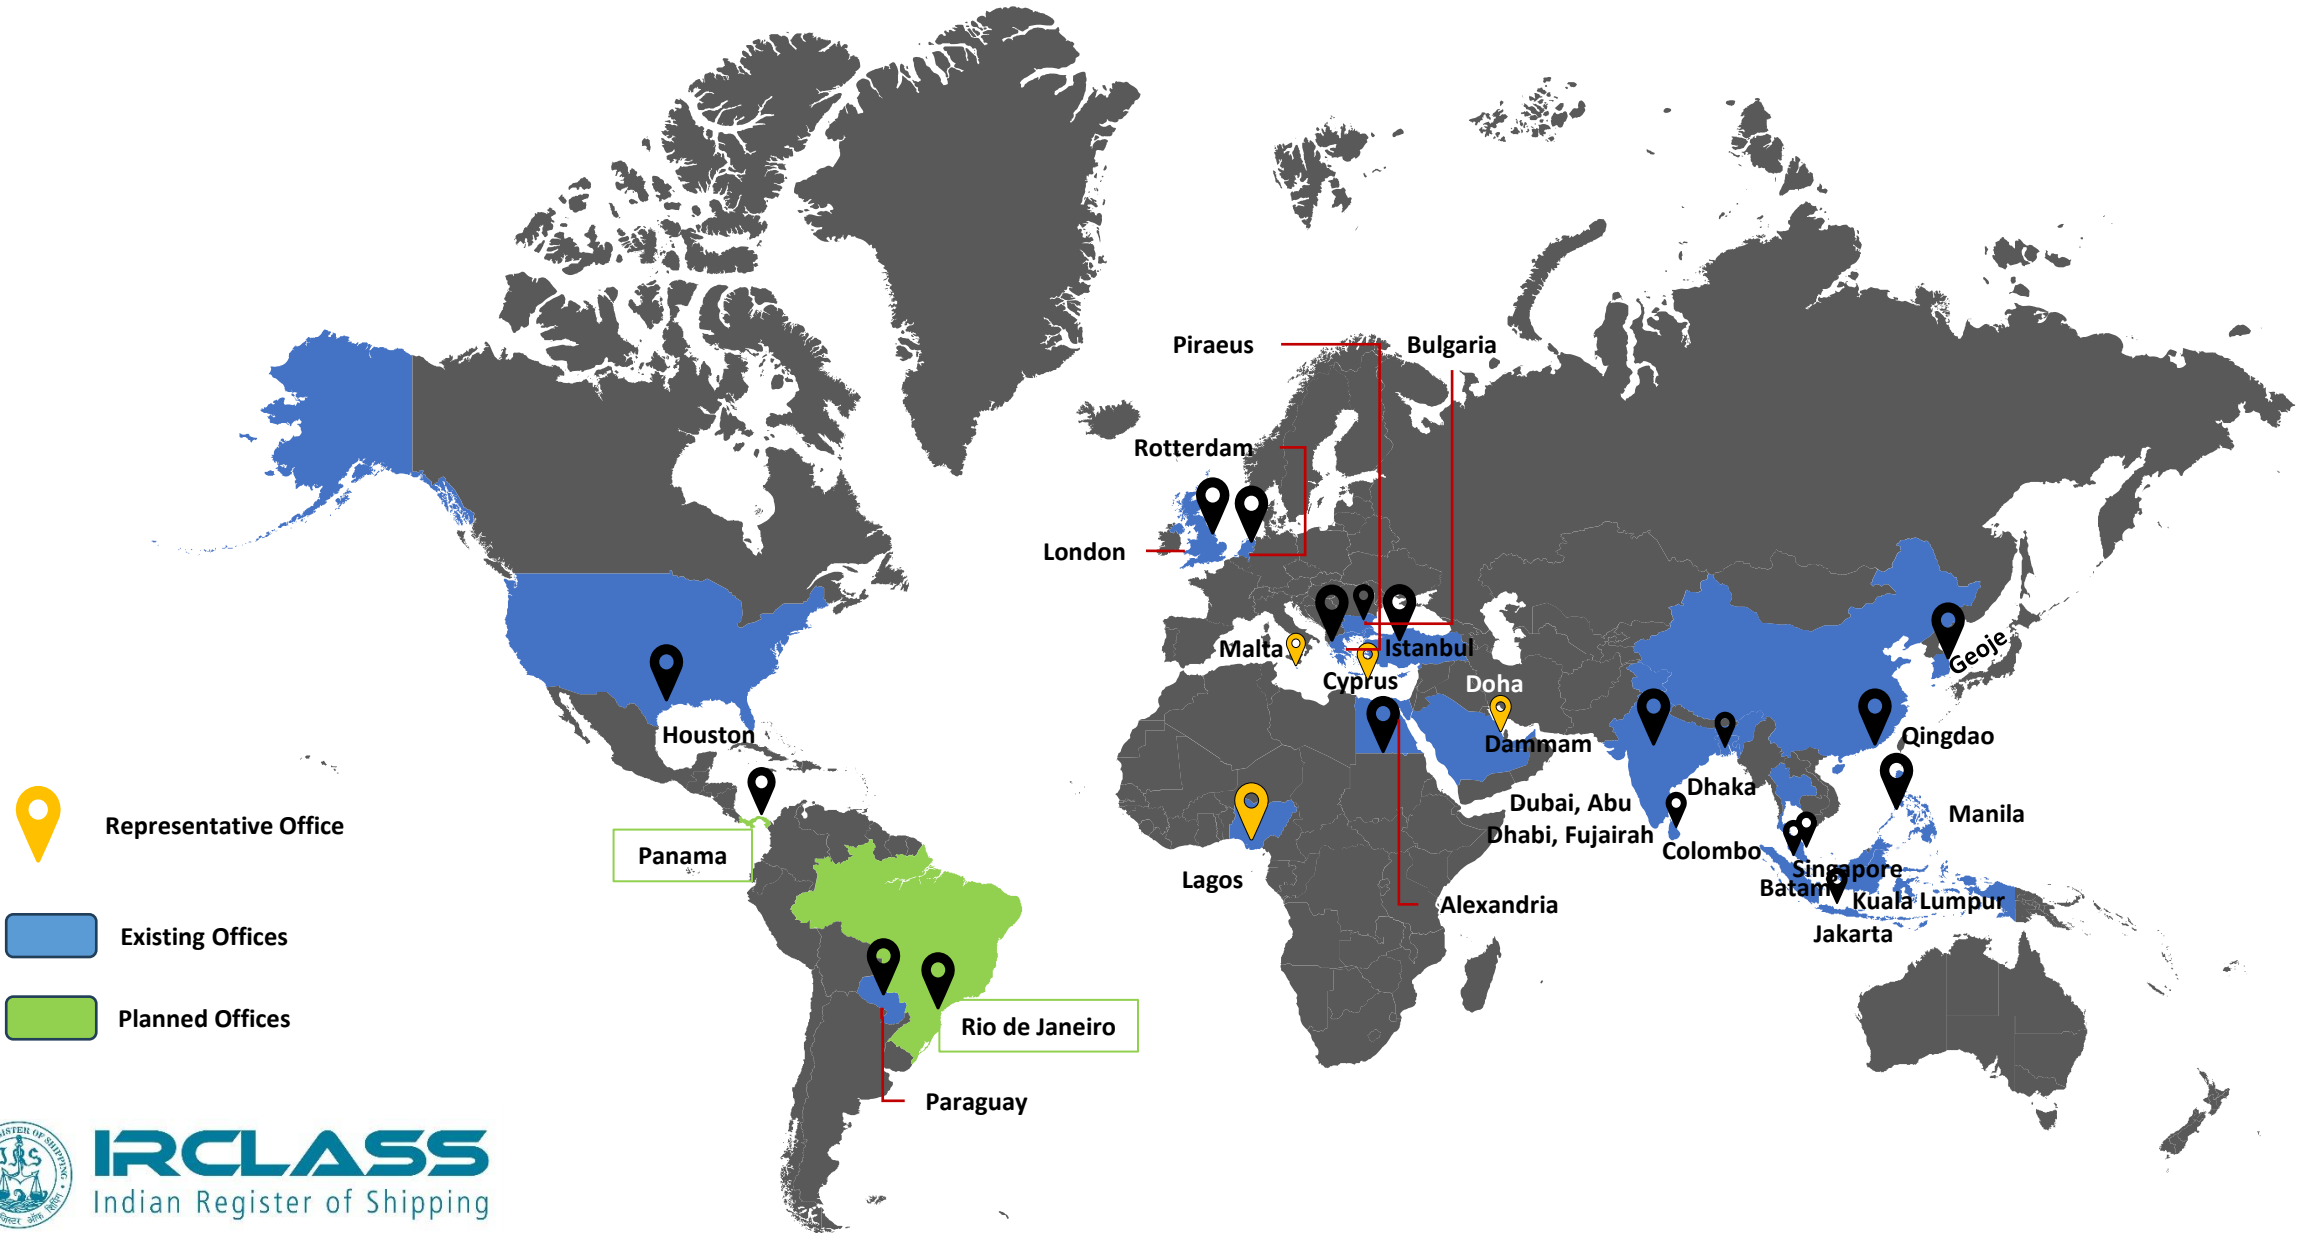 Piraeus
Bulgaria
Rotterdam
London
Malta
Istanbul
Cyprus
Doha
Geoje
Houston
Dammam
Qingdao
Dhaka
Dubai, Abu
Dhabi, Fujairah
Manila
Representative Office
Panama
Colombo
Singapore
Lagos
Batam
Kuala Lumpur
Alexandria
Jakarta
Existing Offices
Planned Offices
Rio de Janeiro
Paraguay
IRCLASS
Indian Register of Shipping